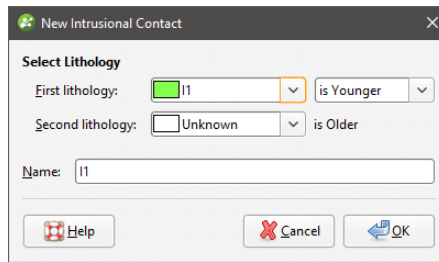 New Intrusional Contact
Select Lithology
First lithology: I1 is Younger
Second lithology: Unknown is Older
Name: I1
Help Cancel OK